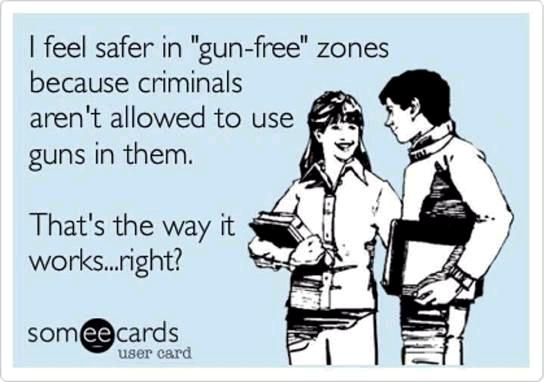 I feel safer in "gun-free" zones
because criminals
aren't allowed to use
guns in them.
That's the way it
works...right?
someecards
user card